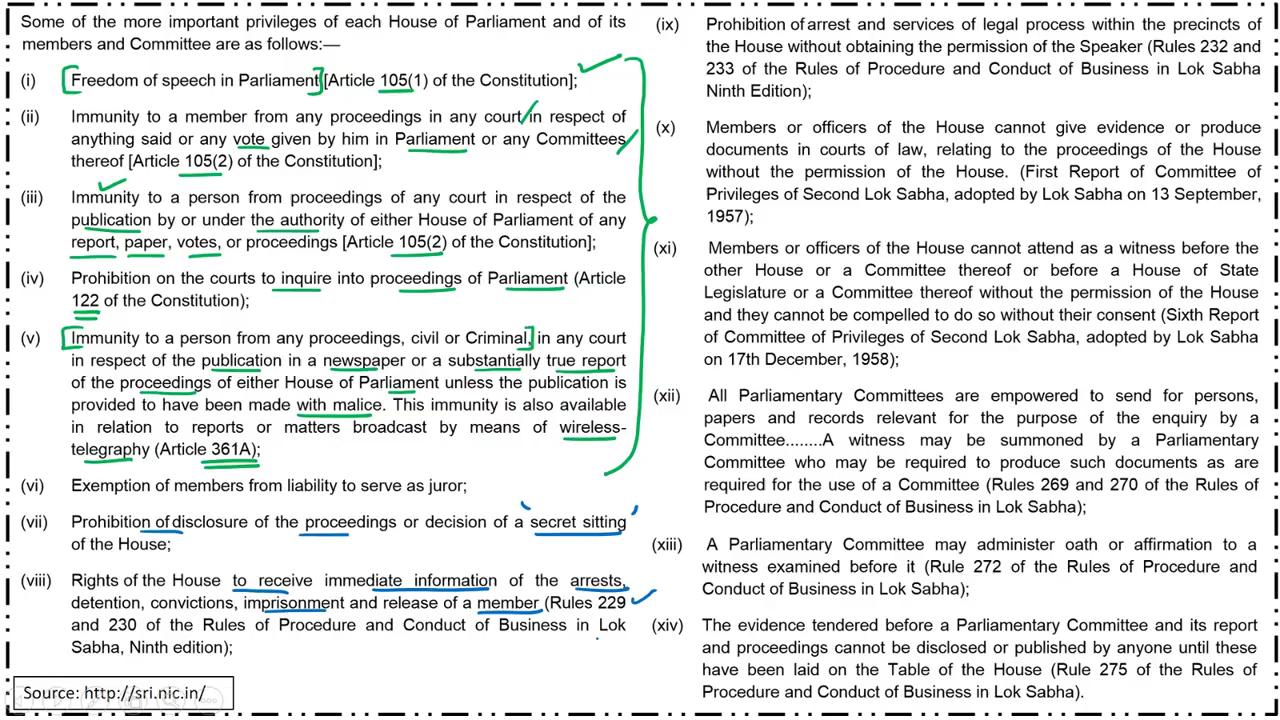 Some of the more important privileges of each House of Parliament and of its
members and Committee are as follows:—
(i) Freedom of speech in Parliament [Article 105(1) of the Constitution];
(ii) Immunity to a member from any proceedings in any court in respect of
anything said or any vote given by him in Parliament or any Committees
thereof [Article 105(2) of the Constitution];
(iii) Immunity to a person from proceedings of any court in respect of the
publication by or under the authority of either House of Parliament of any
report, paper, votes, or proceedings [Article 105(2) of the Constitution];
(iv) Prohibition on the courts to inquire into proceedings of Parliament (Article
122 of the Constitution);
(v) Immunity to a person from any proceedings, civil or Criminal, in any court
in respect of the publication in a newspaper or a substantially true report
of the proceedings of either House of Parliament unless the publication is
provided to have been made with malice. This immunity is also available
in relation to reports or matters broadcast by means of wireless-
telegraphy (Article 361A);
(vi) Exemption of members from liability to serve as juror;
(vii) Prohibition of disclosure of the proceedings or decision of a secret sitting
of the House;
(viii) Rights of the House to receive immediate information of the arrests,
detention, convictions, imprisonment and release of a member (Rules 229
and 230 of the Rules of Procedure and Conduct of Business in Lok
Sabha, Ninth edition);
Source: http://sri.nic.in/
(ix) Prohibition of arrest and services of legal process within the precincts of
the House without obtaining the permission of the Speaker (Rules 232 and
233 of the Rules of Procedure and Conduct of Business in Lok Sabha
Ninth Edition);
(x) Members or officers of the House cannot give evidence or produce
documents in courts of law, relating to the proceedings of the House
without the permission of the House. (First Report of Committee of
Privileges of Second Lok Sabha, adopted by Lok Sabha on 13 September,
1957);
(xi) Members or officers of the House cannot attend as a witness before the
other House or a Committee thereof or before a House of State
Legislature or a Committee thereof without the permission of the House
and they cannot be compelled to do so without their consent (Sixth Report
of Committee of Privileges of Second Lok Sabha, adopted by Lok Sabha
on 17th December, 1958);
(xii) All Parliamentary Committees are empowered to send for persons,
papers and records relevant for the purpose of the enquiry by a
Committee........A witness may be summoned by a Parliamentary
Committee who may be required to produce such documents as are
required for the use of a Committee (Rules 269 and 270 of the Rules of
Procedure and Conduct of Business in Lok Sabha);
(xiii) A Parliamentary Committee may administer oath or affirmation to a
witness examined before it (Rule 272 of the Rules of Procedure and
Conduct of Business in Lok Sabha);
(xiv) The evidence tendered before a Parliamentary Committee and its report
and proceedings cannot be disclosed or published by anyone until these
have been laid on the Table of the House (Rule 275 of the Rules of
Procedure and Conduct of Business in Lok Sabha).